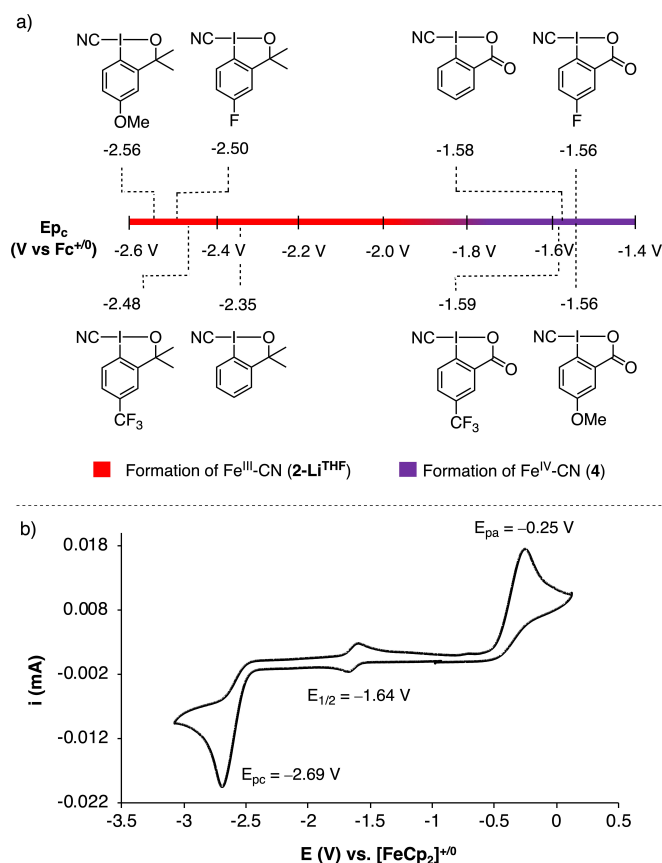 a)
NC I O
NC I O
NC I O
NC I O
O
O
OMe
F
F
-2.56
-2.50
-1.58
-1.56
Ep_c
(V vs Fc^+/0)
-2.6 V
-2.4 V
-2.2 V
-2.0 V
-1.8 V
-1.6V
-1.4 V
-2.48
-2.35
-1.59
-1.56
NC I O
NC I O
NC I O
NC I O
O
O
CF₃
CF₃
OMe
Formation of Fe^III-CN (2-Li^THF)
Formation of Fe^IV-CN (4)
b)
E_pa = −0.25 V
0.018
0.008
-0.002
-0.012
-0.022
i (mA)
E_1/2 = −1.64 V
E_pc = −2.69 V
-3.5 -3 -2.5 -2 -1.5 -1 -0.5 0 0.5
E (V) vs. [FeCp₂]^+/0